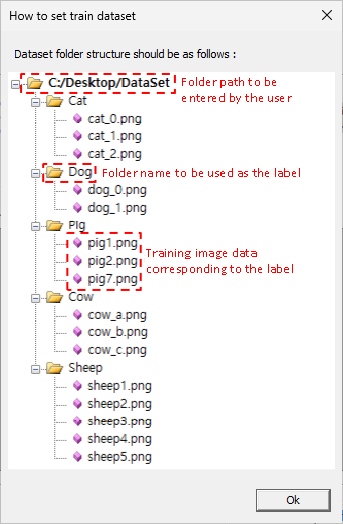 How to set train dataset
Dataset folder structure should be as follows :
C:/Desktop/DataSet
Folder path to be
entered by the user
Cat
cat_0.png
cat_1.png
cat_2.png
Dog
Folder name to be used as the label
dog_0.png
dog_1.png
Pig
pig1.png
pig2.png
pig7.png
Training image data
corresponding to the label
Cow
cow_a.png
cow_b.png
cow_c.png
Sheep
sheep1.png
sheep2.png
sheep3.png
sheep4.png
sheep5.png
Ok